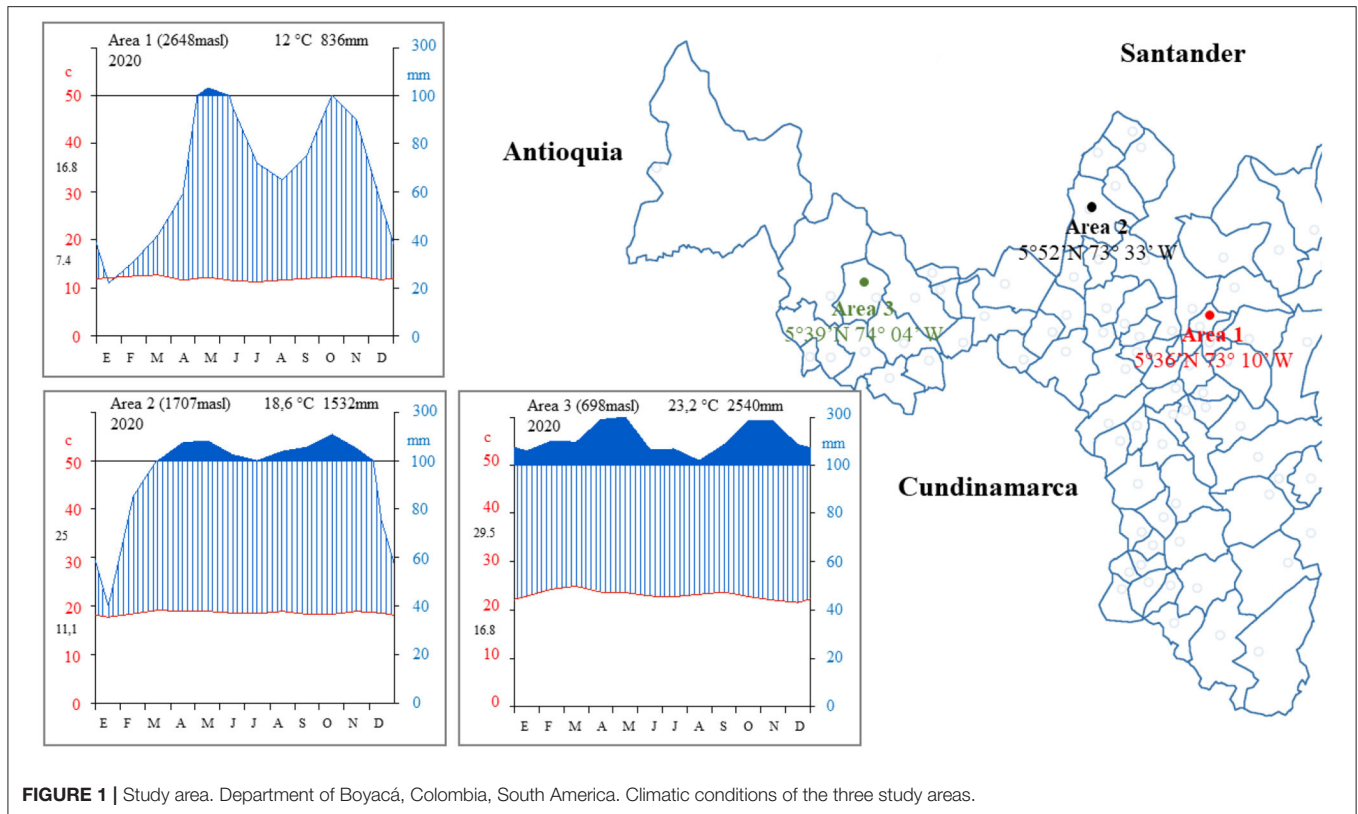 Area 1 (2648masl) 12 °C 836mm
2020
c
50
40
16.8
30
20
7.4
10
0
300
mm
100
80
60
40
20
0
E F M A M J J A S O N D
Area 2 (1707masl) 18,6 °C 1532mm
2020
c
50
40
25
30
20
11,1
10
0
300
mm
100
80
60
40
20
0
E F M A M J J A S O N D
Area 3 (698masl) 23,2 °C 2540mm
2020
c
50
40
29.5
30
20
16.8
10
0
300
mm
100
80
60
40
20
0
E F M A M J J A S O N D
Santander
Antioquia
Area 2
5°52'N 73° 33' W
Area 3
5°39'N 74° 04' W
Area 1
5°36'N 73° 10' W
Cundinamarca
FIGURE 1 | Study area. Department of Boyacá, Colombia, South America. Climatic conditions of the three study areas.